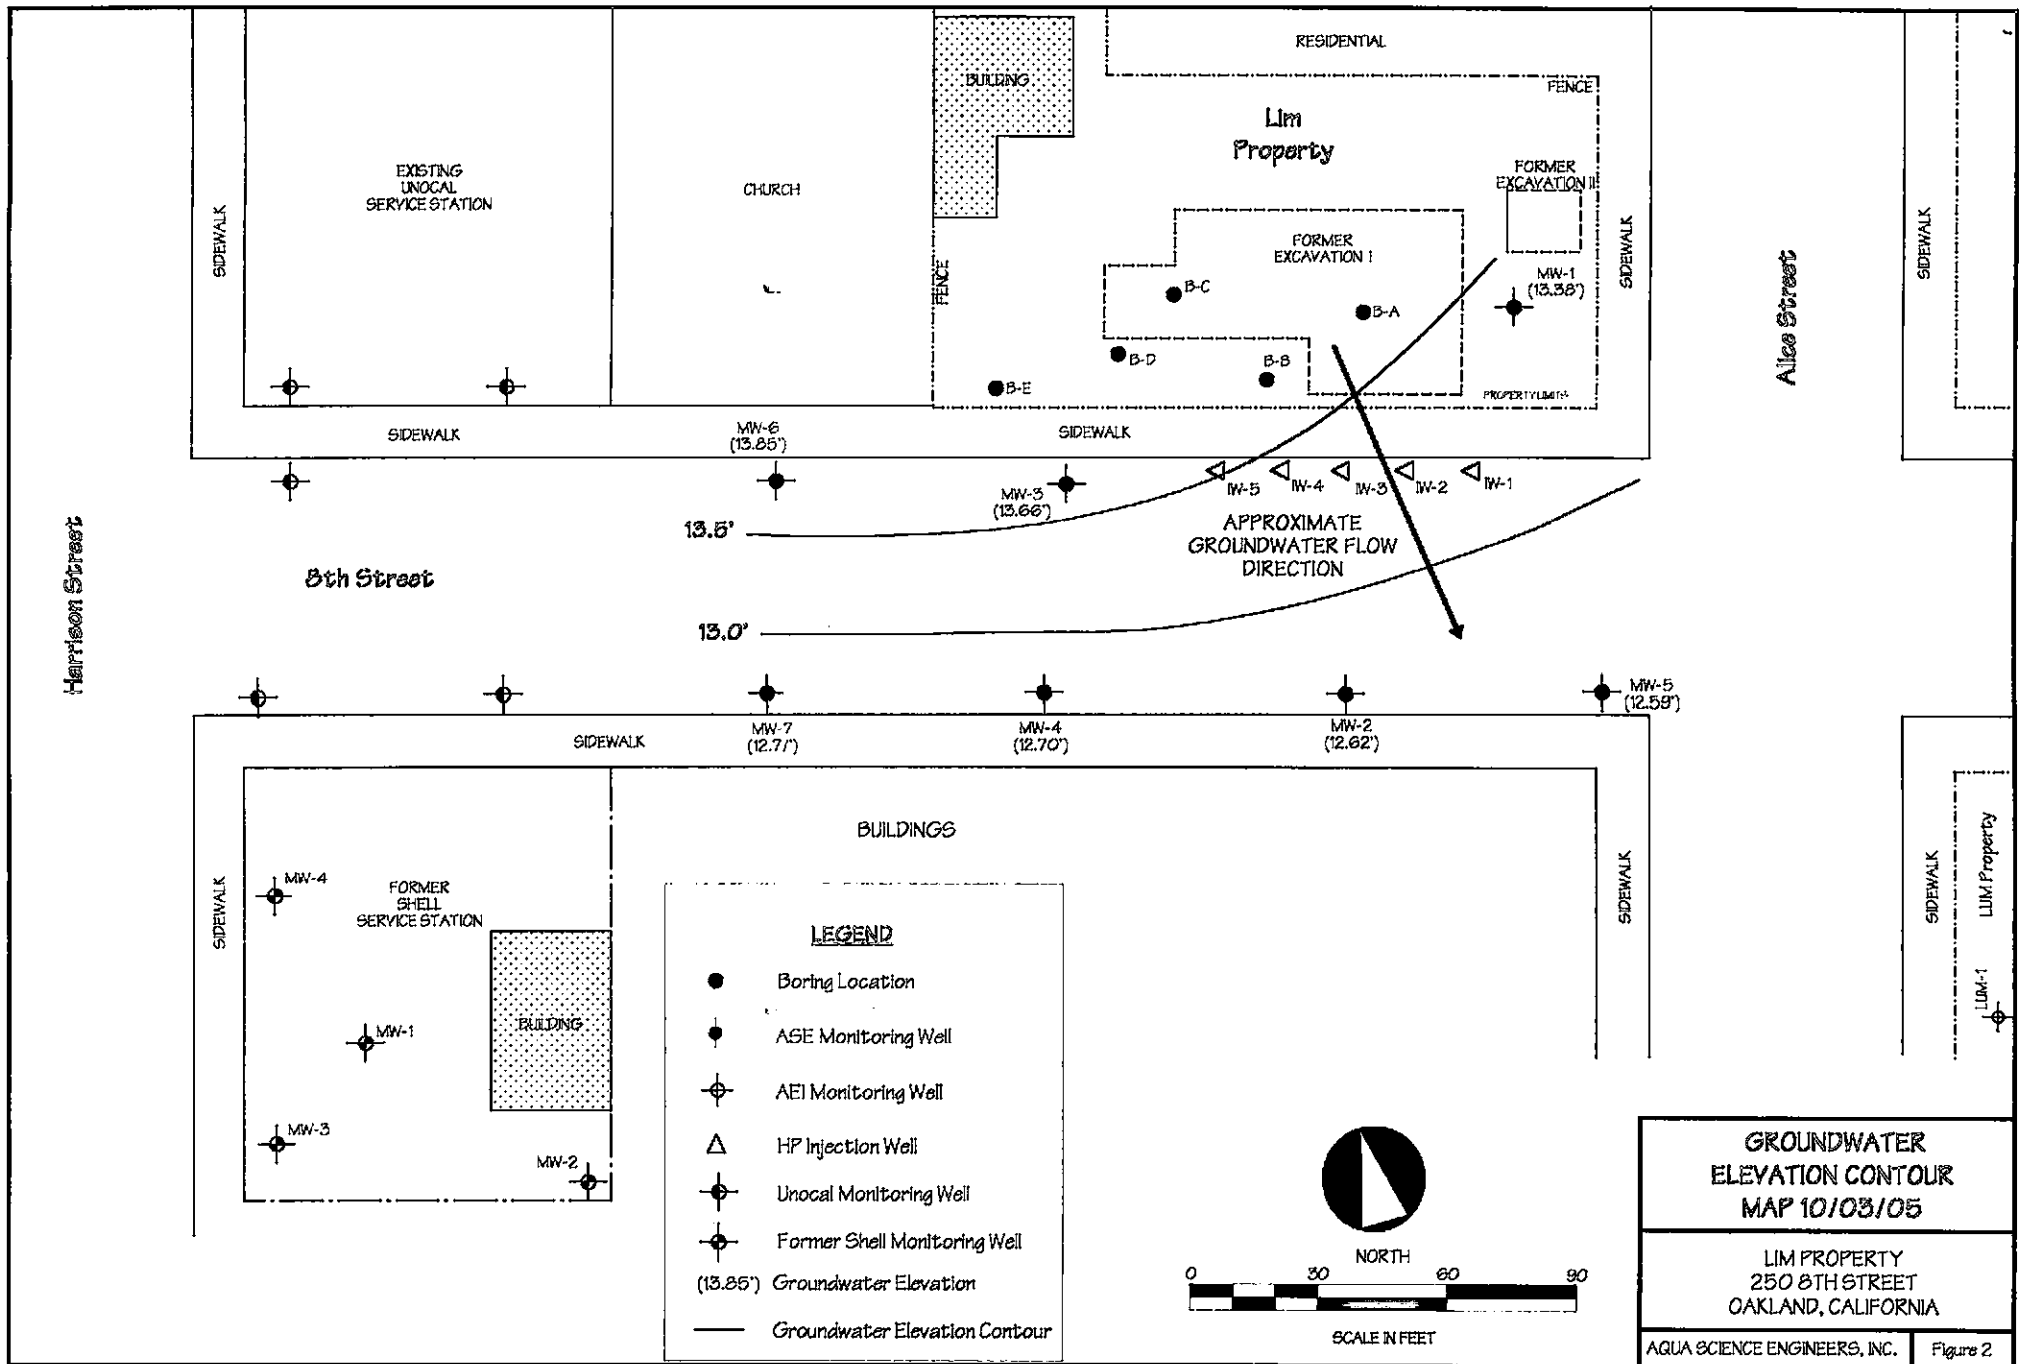 RESIDENTIAL
BUILDING
FENCE
Lim
Property
EXISTING
UNOCAL
SERVICE STATION
CHURCH
FORMER
EXCAVATION II
SIDEWALK
SIDEWALK
SIDEWALK
FORMER
EXCAVATION I
FENCE
MW-1
(13.38')
Alice Street
B-C
B-A
B-D
B-B
B-E
PROPERTY LIMITS
SIDEWALK
MW-6
(13.85')
SIDEWALK
MW-3
(13.66')
IW-5
IW-4
IW-3
IW-2
IW-1
13.5'
APPROXIMATE
GROUNDWATER FLOW
DIRECTION
Harrison Street
8th Street
13.0'
MW-5
(12.59')
SIDEWALK
MW-7
(12.71')
MW-4
(12.70')
MW-2
(12.62')
BUILDINGS
SIDEWALK
SIDEWALK
SIDEWALK
LUM Property
LUM-1
MW-4
FORMER
SHELL
SERVICE STATION
BUILDING
MW-1
MW-3
MW-2
LEGEND
Boring Location
ASE Monitoring Well
AEI Monitoring Well
HP Injection Well
Unocal Monitoring Well
Former Shell Monitoring Well
(13.85') Groundwater Elevation
Groundwater Elevation Contour
NORTH
0 30 60 90
SCALE IN FEET
GROUNDWATER
ELEVATION CONTOUR
MAP 10/03/05
LIM PROPERTY
250 8TH STREET
OAKLAND, CALIFORNIA
AQUA SCIENCE ENGINEERS, INC.
Figure 2